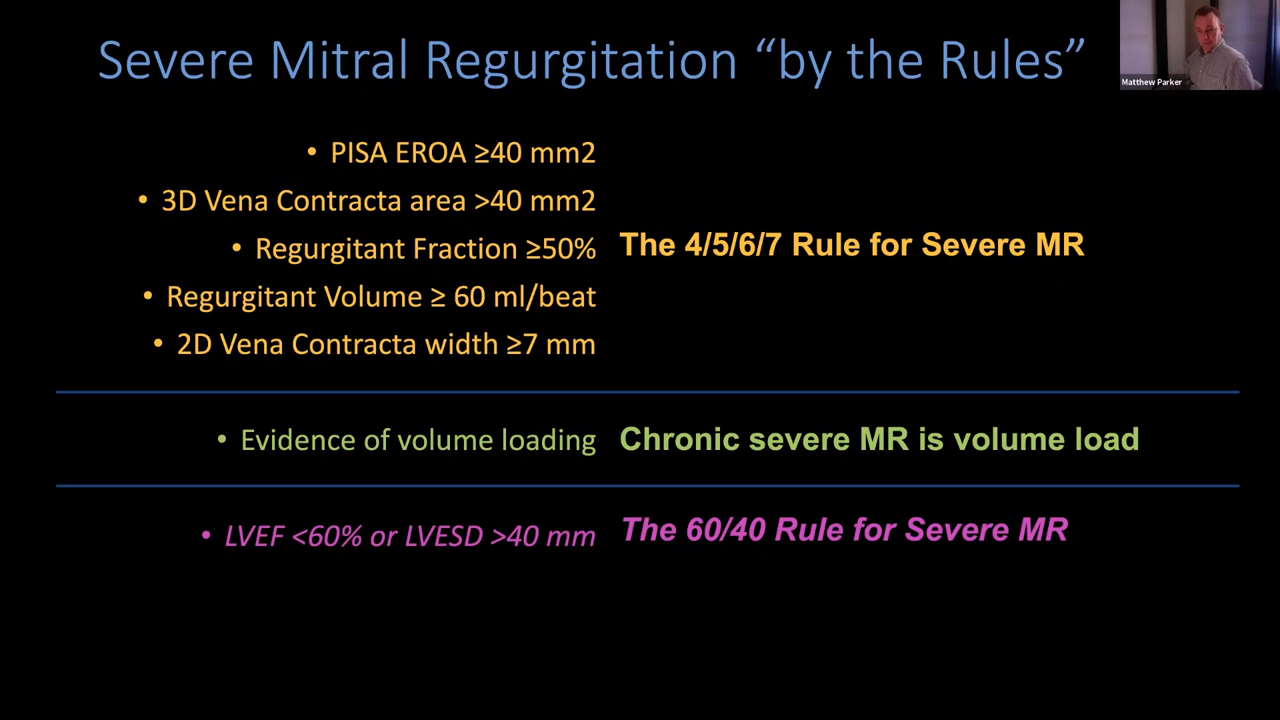 Severe Mitral Regurgitation “by the Rules”
Matthew Parker
• PISA EROA ≥40 mm2
• 3D Vena Contracta area >40 mm2
• Regurgitant Fraction ≥50%
• Regurgitant Volume ≥ 60 ml/beat
• 2D Vena Contracta width ≥7 mm
The 4/5/6/7 Rule for Severe MR
• Evidence of volume loading
Chronic severe MR is volume load
• LVEF <60% or LVESD >40 mm
The 60/40 Rule for Severe MR